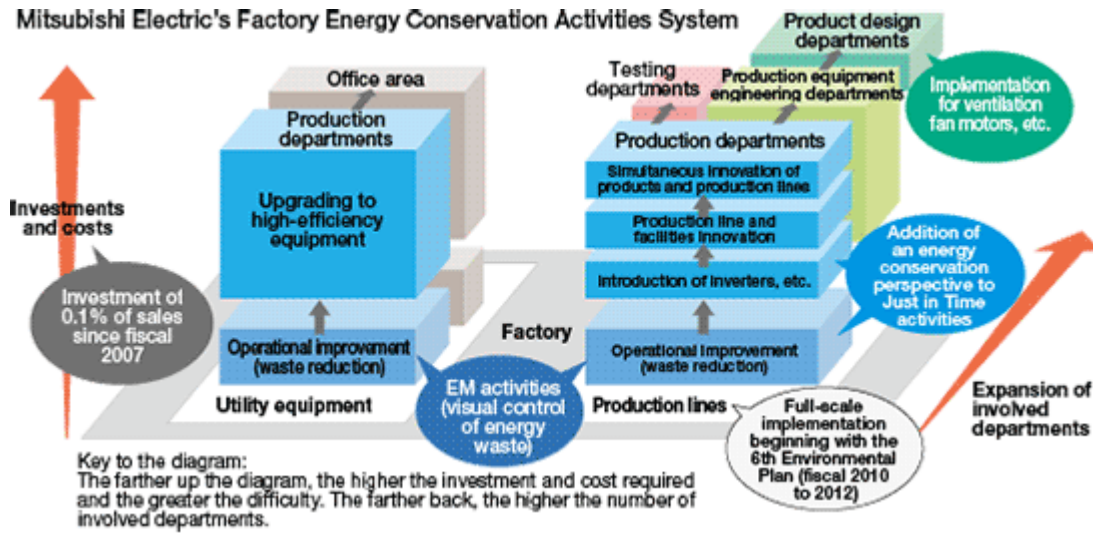 Mitsubishi Electric's Factory Energy Conservation Activities System
Investments
and costs
Investment of
0.1% of sales
since fiscal
2007
Office area
Production
departments
Upgrading to
high-efficiency
equipment
Operational improvement
(waste reduction)
Utility equipment
Factory
EM activities
(visual control
of energy
waste)
Product design
departments
Testing
departments
Production equipment
engineering departments
Implementation
for ventilation
fan motors, etc.
Production departments
Simultaneous innovation of
products and production lines
Production line and
facilities innovation
Introduction of inverters, etc.
Addition of
an energy
conservation
perspective to
Just in Time
activities
Operational Improvement
(waste reduction)
Production lines
Full-scale
implementation
beginning with the
6th Environmental
Plan (fiscal 2010
to 2012)
Expansion of
involved
departments
Key to the diagram:
The farther up the diagram, the higher the investment and cost required
and the greater the difficulty. The farther back, the higher the number of
involved departments.